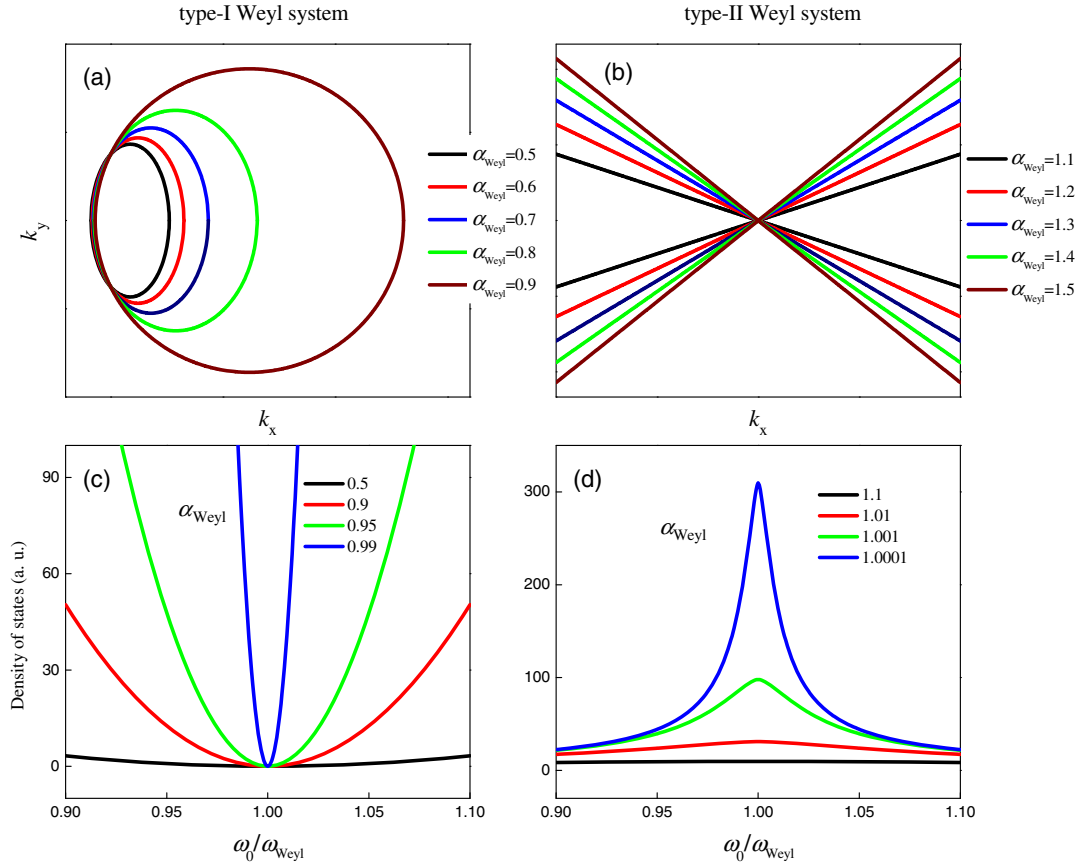 type-I Weyl system
type-II Weyl system
(a)
k_y
k_x
α_Weyl=0.5
α_Weyl=0.6
α_Weyl=0.7
α_Weyl=0.8
α_Weyl=0.9
(b)
k_x
α_Weyl=1.1
α_Weyl=1.2
α_Weyl=1.3
α_Weyl=1.4
α_Weyl=1.5
(c)
α_Weyl
0.5
0.9
0.95
0.99
Density of states (a. u.)
90
60
30
0
0.90 0.95 1.00 1.05 1.10
ω_0/ω_Weyl
(d)
α_Weyl
1.1
1.01
1.001
1.0001
300
200
100
0
0.90 0.95 1.00 1.05 1.10
ω_0/ω_Weyl